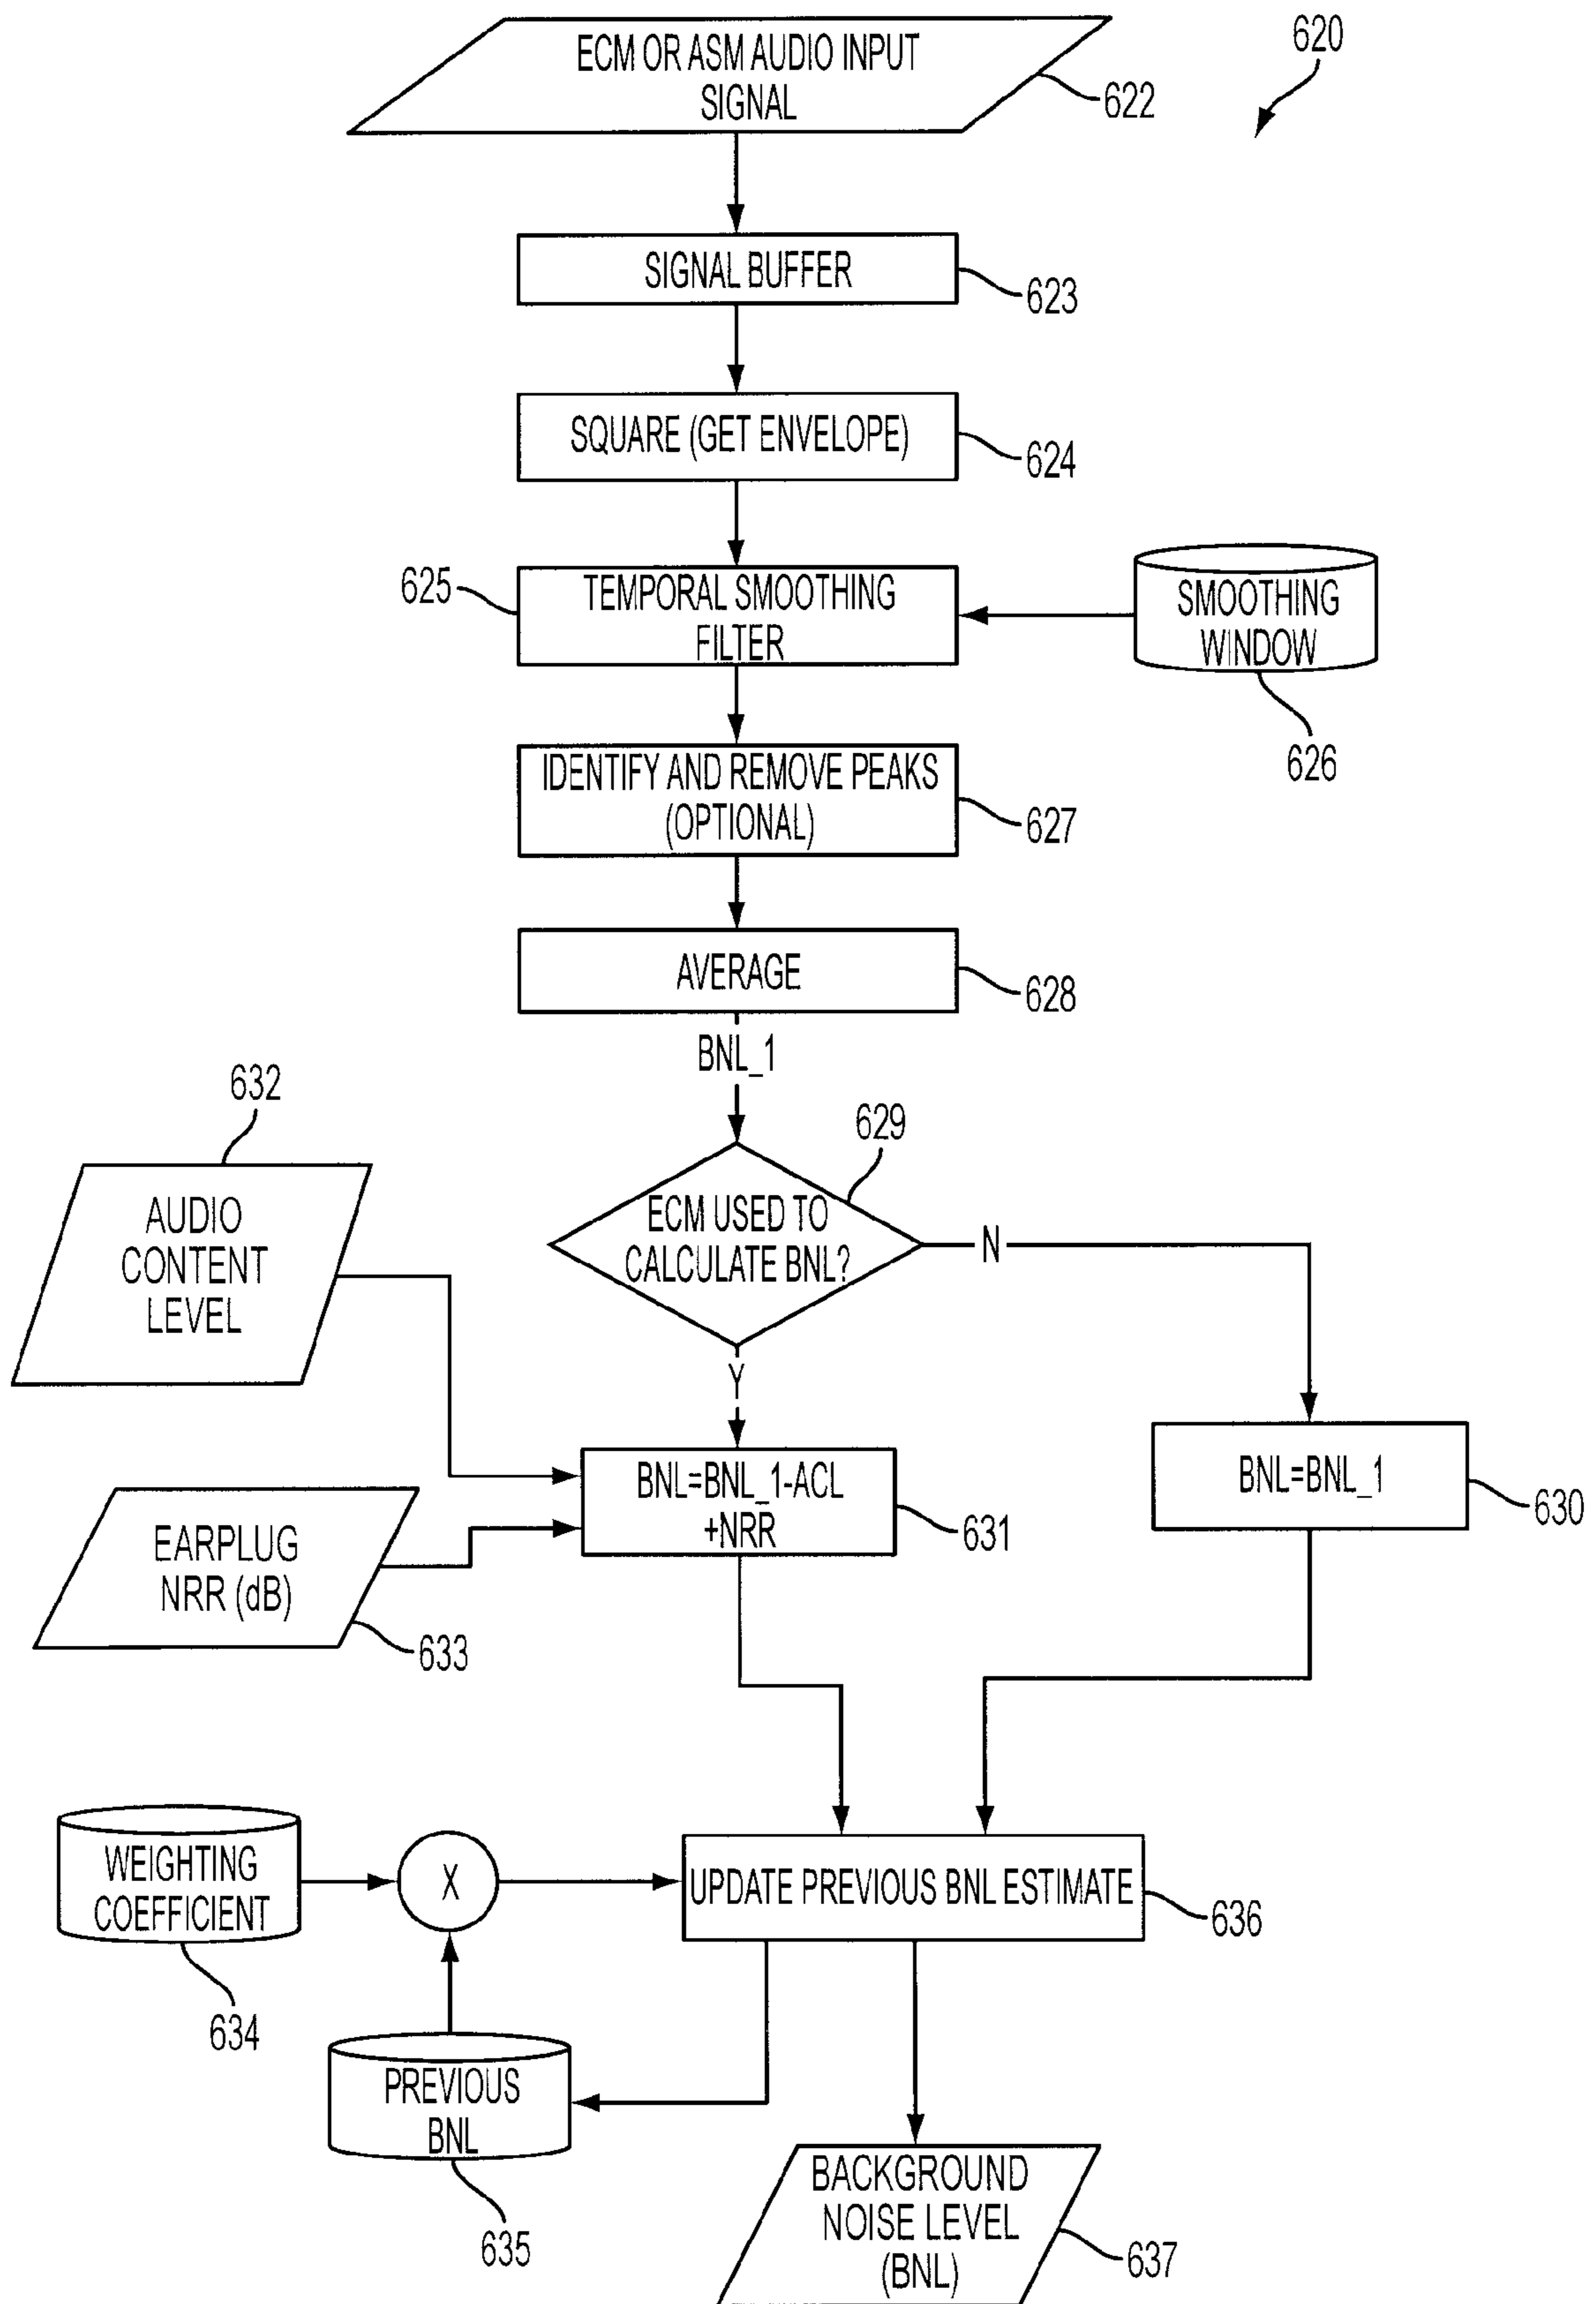 ECM OR ASM AUDIO INPUT
SIGNAL
620
622
SIGNAL BUFFER
623
SQUARE (GET ENVELOPE)
624
625
TEMPORAL SMOOTHING
FILTER
SMOOTHING
WINDOW
626
IDENTIFY AND REMOVE PEAKS
(OPTIONAL)
627
AVERAGE
628
BNL_1
632
629
AUDIO
CONTENT
LEVEL
ECM USED TO
CALCULATE BNL?
N
Y
BNL=BNL_1-ACL
+NRR
631
BNL=BNL_1
630
EARPLUG
NRR (dB)
633
WEIGHTING
COEFFICIENT
634
X
UPDATE PREVIOUS BNL ESTIMATE
636
PREVIOUS
BNL
635
BACKGROUND
NOISE LEVEL
(BNL)
637